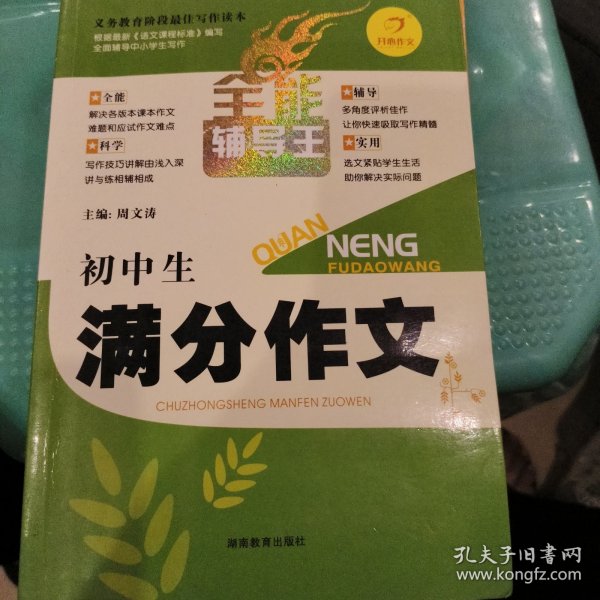 义务教育阶段最佳写作读本
根据最新《语文课程标准》编写
全面辅导中小学生写作
开心作文
全能
辅导王
全能
解决各版本课本作文
难题和应试作文难点
科学
写作技巧讲解由浅入深
讲与练相辅相成
辅导
多角度评析佳作
让你快速吸取写作精髓
实用
选文紧贴学生生活
助你解决实际问题
主编:周文涛
QUAN NENG
FUDAOWANG
初中生
满分作文
CHUZHONGSHENG MANFEN ZUOWEN
湖南教育出版社
孔夫子旧书网
www.kongfz.com